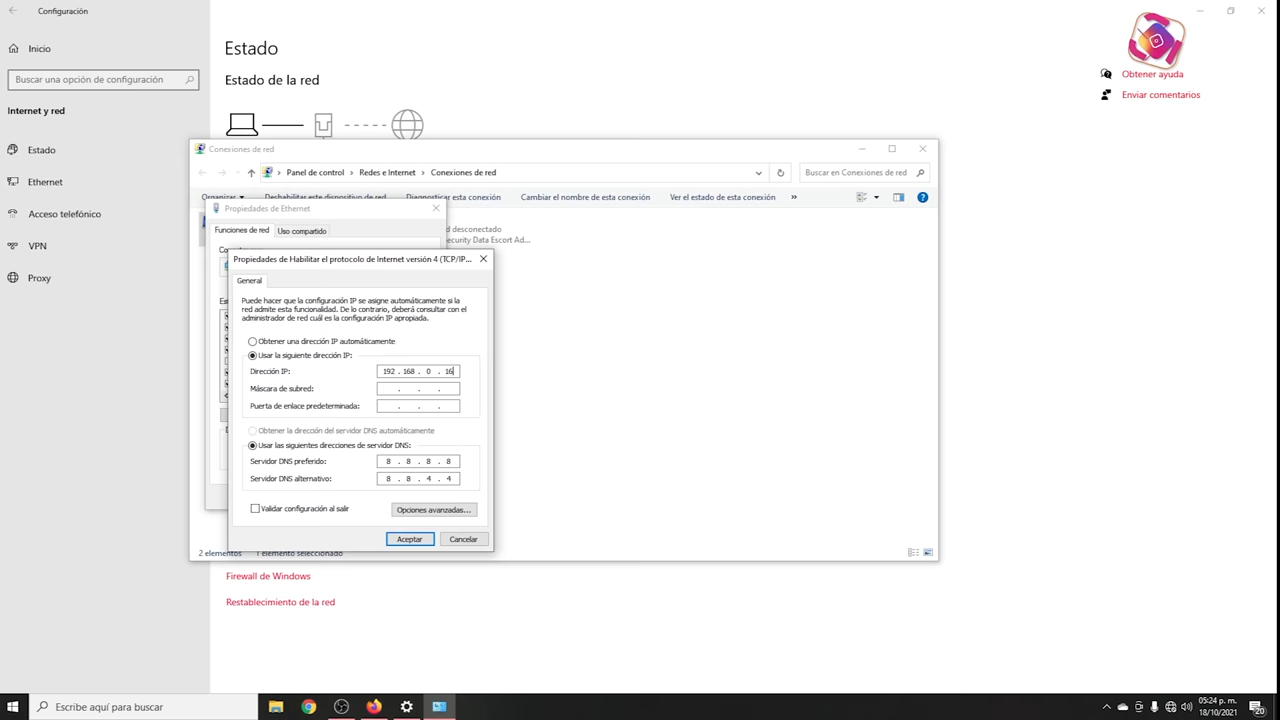 Configuración
Inicio
Buscar una opción de configuración
Internet y red
Estado
Ethernet
Acceso telefónico
VPN
Proxy
Estado
Estado de la red
Obtener ayuda
Enviar comentarios
Conexiones de red
Panel de control > Redes e Internet > Conexiones de red
Buscar en Conexiones de red
Organizar
Deshabilitar este dispositivo de red
Diagnosticar esta conexión
Cambiar el nombre de esta conexión
Ver el estado de esta conexión
»
Propiedades de Ethernet
Funciones de red
Uso compartido
d desconectado
ecurity Data Escort Ad...
Propiedades de Habilitar el protocolo de Internet versión 4 (TCP/IP...
General
Puede hacer que la configuración IP se asigne automáticamente si la
red admite esta funcionalidad. De lo contrario, deberá consultar con el
administrador de red cuál es la configuración IP apropiada.
Obtener una dirección IP automáticamente
Usar la siguiente dirección IP:
Dirección IP: 192 . 168 . 0 . 16
Máscara de subred: . . .
Puerta de enlace predeterminada: . . .
Obtener la dirección del servidor DNS automáticamente
Usar las siguientes direcciones de servidor DNS:
Servidor DNS preferido: 8 . 8 . 8 . 8
Servidor DNS alternativo: 8 . 8 . 4 . 4
Validar configuración al salir
Opciones avanzadas...
Aceptar
Cancelar
2 elementos
1 elemento seleccionado
Firewall de Windows
Restablecimiento de la red
Escribe aquí para buscar
05:24 p. m.
18/10/2021
20